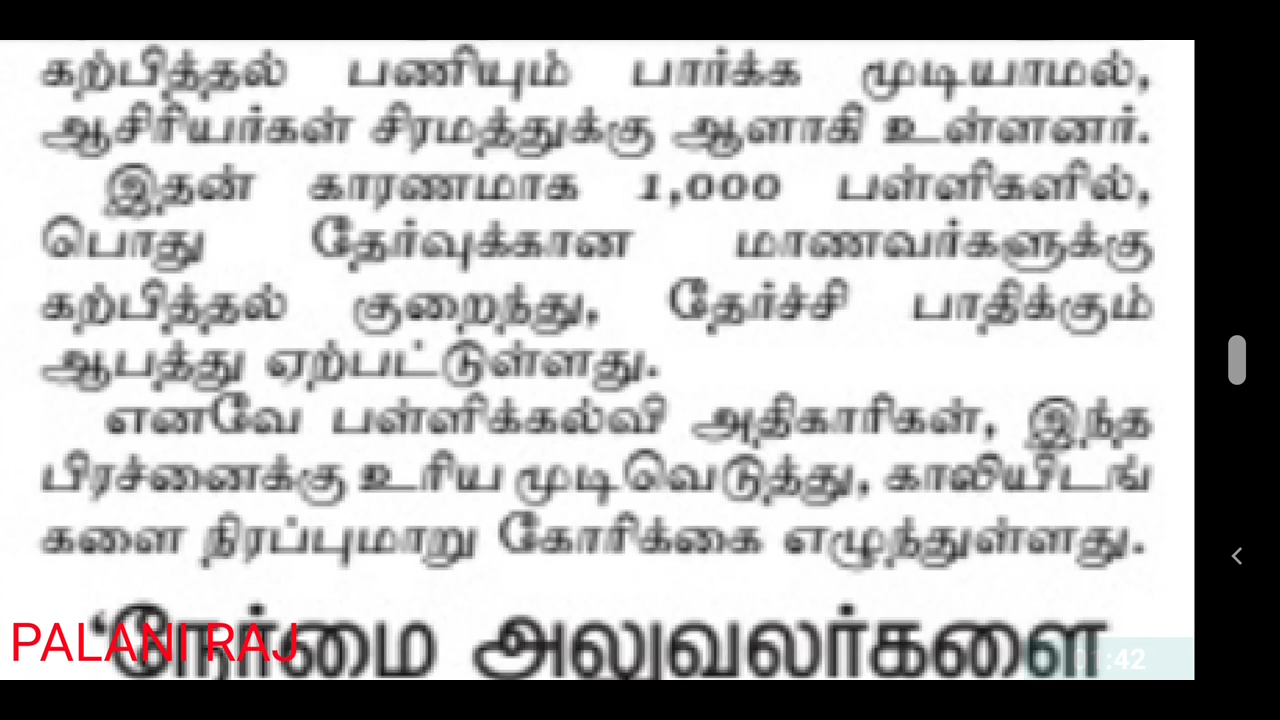 கற்பித்தல் பணியும் பார்க்க முடியாமல்,
ஆசிரியர்கள் சிரமத்துக்கு ஆளாகி உள்ளனர்.
இதன் காரணமாக 1,000 பள்ளிகளில்,
பொது தேர்வுக்கான மாணவர்களுக்கு
கற்பித்தல் குறைந்து, தேர்ச்சி பாதிக்கும்
ஆபத்து ஏற்பட்டுள்ளது.
எனவே பள்ளிக்கல்வி அதிகாரிகள், இந்த
பிரச்னைக்கு உரிய முடிவெடுத்து, காலியிடங்
களை நிரப்புமாறு கோரிக்கை எழுந்துள்ளது.
‘நேர்மை அலுவலர்களை
PALANI RAJ
:42